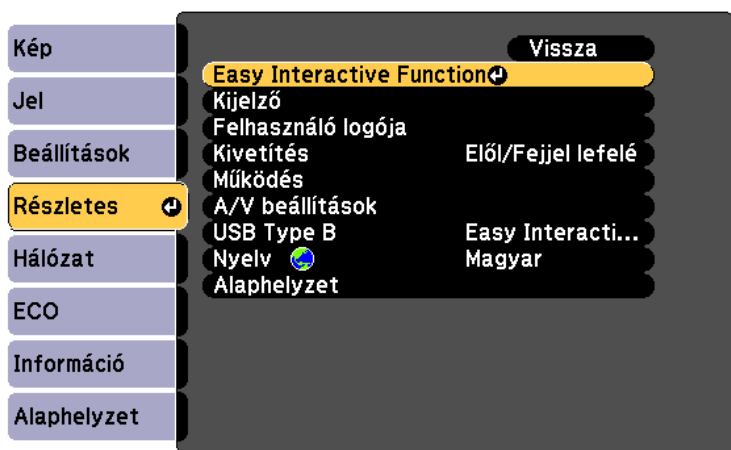 Kép
Jel
Beállítások
Részletes
Hálózat
ECO
Információ
Alaphelyzet
Vissza
Easy Interactive Function
Kijelző
Felhasználó logója
Kivetítés Elől/Fejjel lefelé
Működés
A/V beállítások
USB Type B Easy Interacti...
Nyelv Magyar
Alaphelyzet